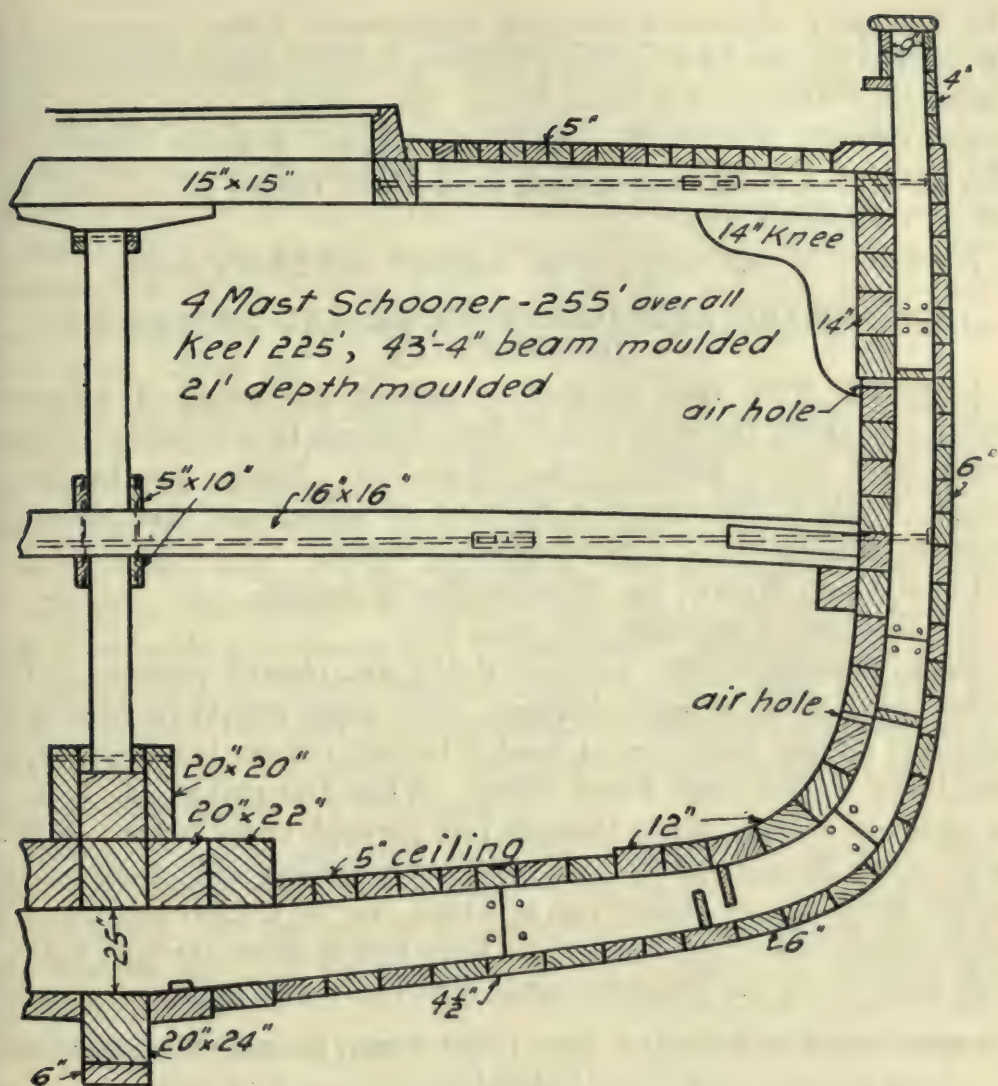 9"
4"
5"
15"x15"
14" Knee
4 Mast Schooner - 255' overall
Keel 225', 43'-4" beam moulded
21' depth moulded
14"
air hole
5"x10"
16"x16"
6"
air hole
20"x20"
20"x22"
12"
5" ceiling
25"
6"
4½"
20"x24"
6"